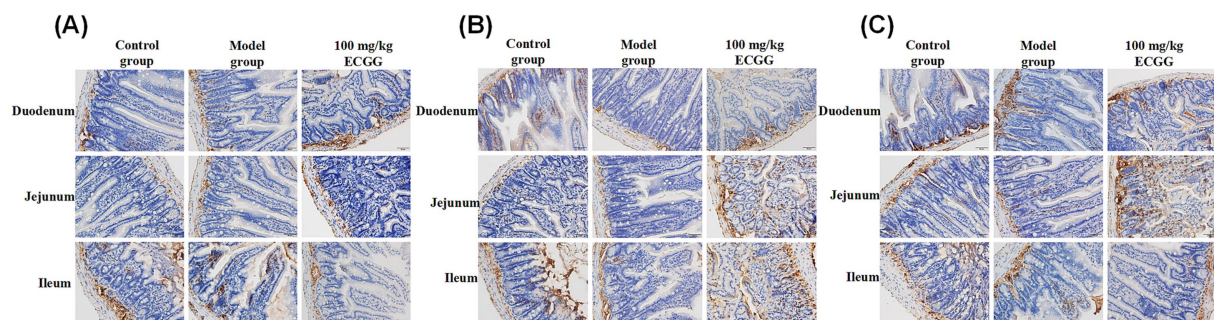 (A)
Control group
Model group
100 mg/kg ECGG
Duodenum
Jejunum
Ileum
(B)
Control group
Model group
100 mg/kg ECGG
Duodenum
Jejunum
Ileum
(C)
Control group
Model group
100 mg/kg ECGG
Duodenum
Jejunum
Ileum